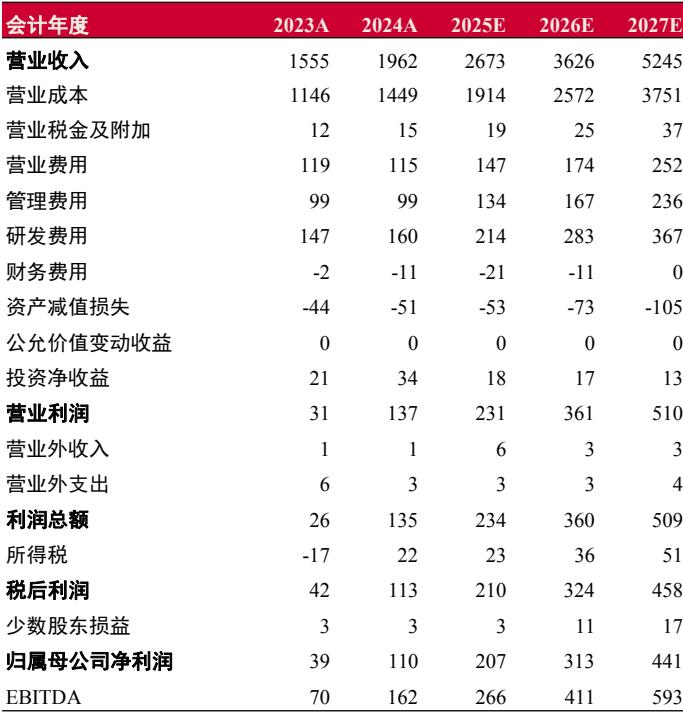 会计年度 2023A 2024A 2025E 2026E 2027E
营业收入 1555 1962 2673 3626 5245
营业成本 1146 1449 1914 2572 3751
营业税金及附加 12 15 19 25 37
营业费用 119 115 147 174 252
管理费用 99 99 134 167 236
研发费用 147 160 214 283 367
财务费用 -2 -11 -21 -11 0
资产减值损失 -44 -51 -53 -73 -105
公允价值变动收益 0 0 0 0 0
投资净收益 21 34 18 17 13
营业利润 31 137 231 361 510
营业外收入 1 1 6 3 3
营业外支出 6 3 3 3 4
利润总额 26 135 234 360 509
所得税 -17 22 23 36 51
税后利润 42 113 210 324 458
少数股东损益 3 3 3 11 17
归属母公司净利润 39 110 207 313 441
EBITDA 70 162 266 411 593